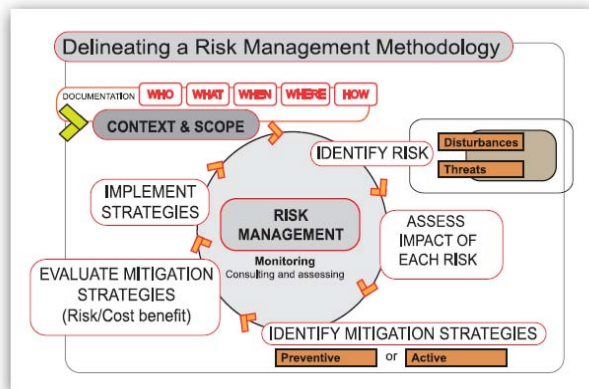 Delineating a Risk Management Methodology
DOCUMENTATION WHO WHAT WHEN WHERE HOW
CONTEXT & SCOPE
IDENTIFY RISK
Disturbances
Threats
IMPLEMENT
STRATEGIES
RISK
MANAGEMENT
Monitoring
Consulting and assessing
ASSESS
IMPACT OF
EACH RISK
EVALUATE MITIGATION
STRATEGIES
(Risk/Cost benefit)
IDENTIFY MITIGATION STRATEGIES
Preventive or Active